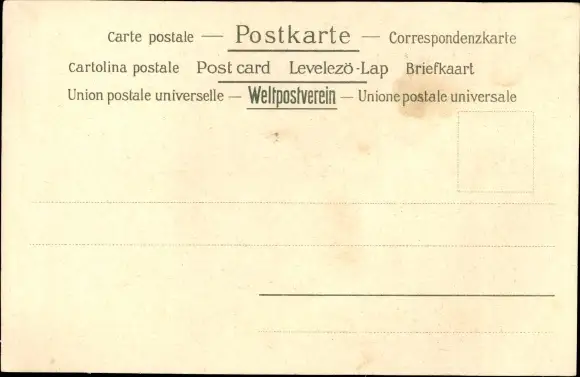 Carte postale — Postkarte — Correspondenzkarte
Cartolina postale Post card Levelezö-Lap Briefkaart
Union postale universelle — Weltpostverein — Unione postale universale